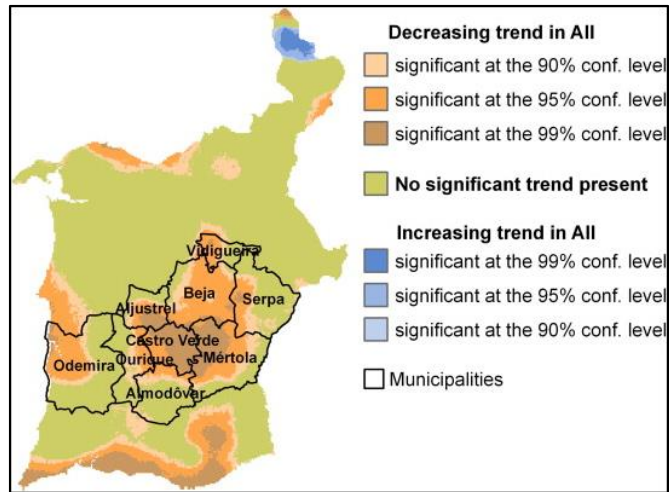 Decreasing trend in All
significant at the 90% conf. level
significant at the 95% conf. level
significant at the 99% conf. level
No significant trend present
Increasing trend in All
significant at the 99% conf. level
significant at the 95% conf. level
significant at the 90% conf. level
Municipalities
Vidigueira
Beja
Serpa
Aljustrel
Castro Verde
Odemira
Ourique
Mértola
Almodôvar